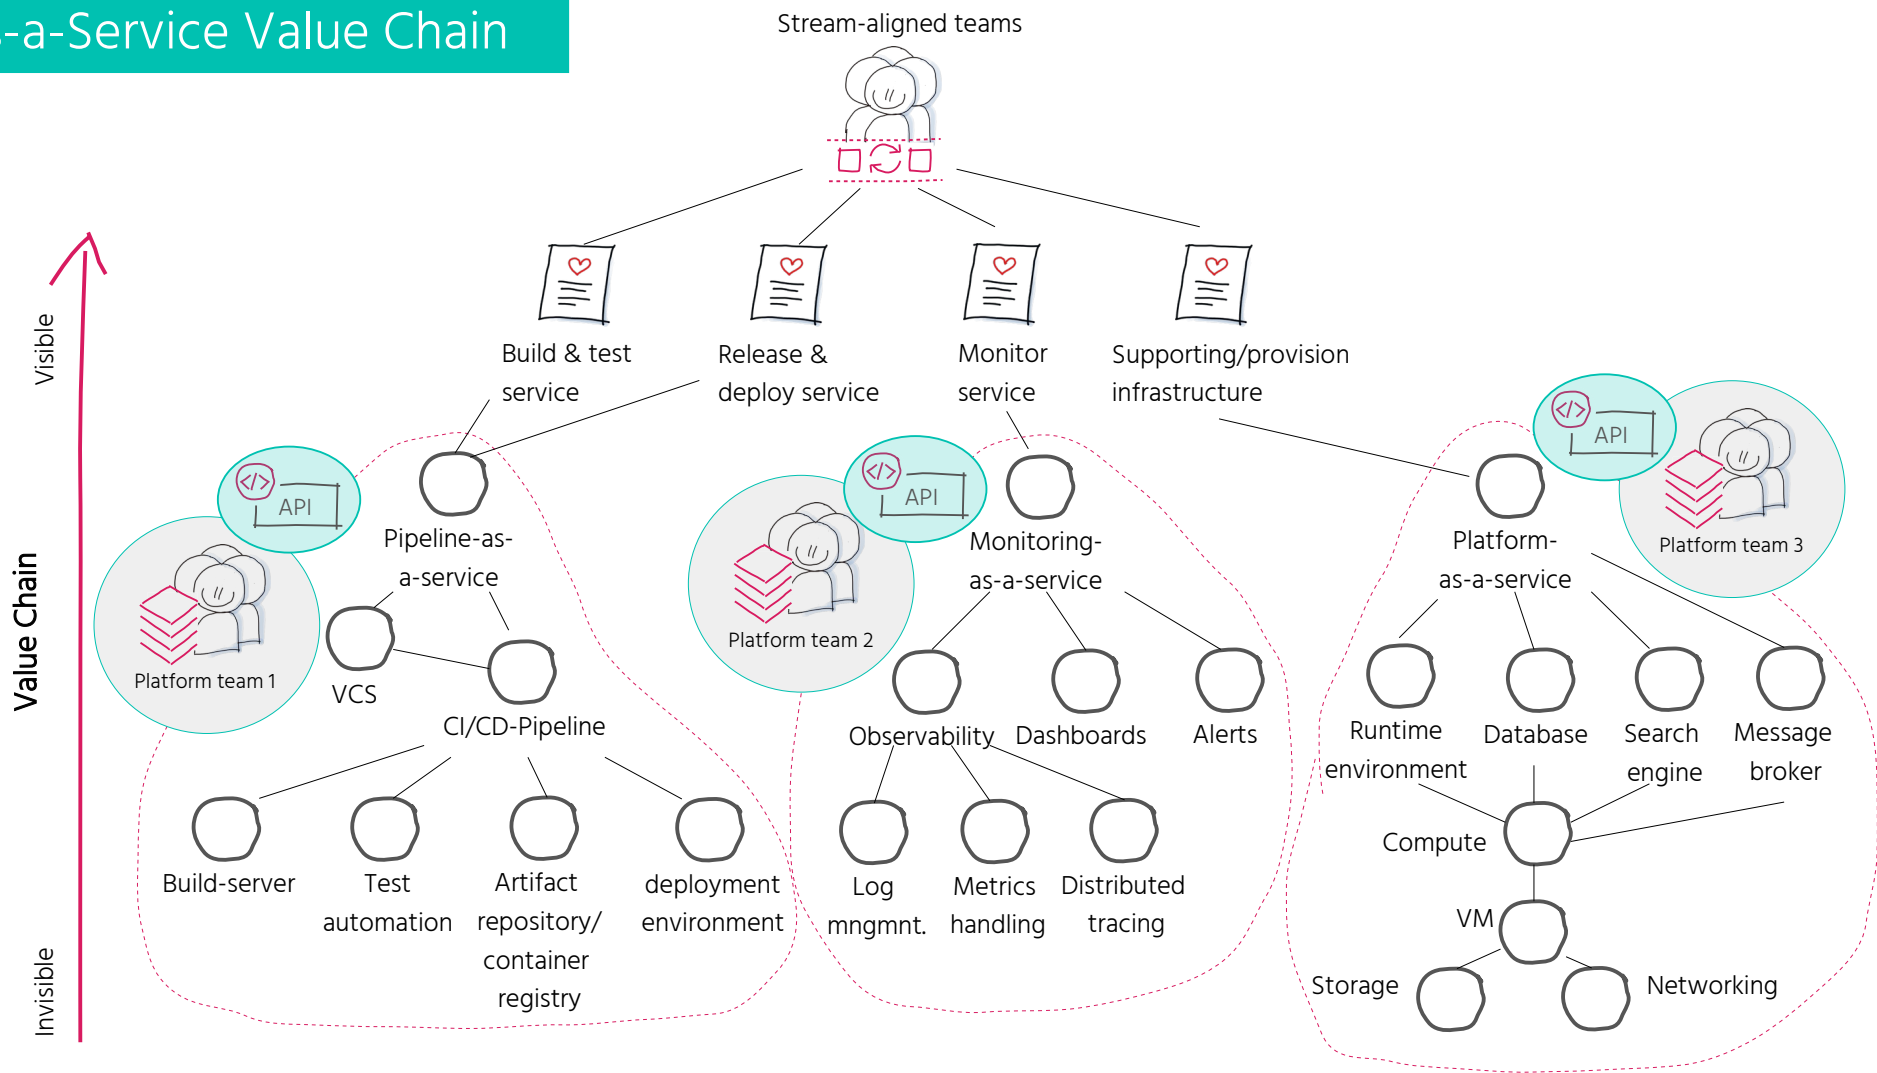 -a-Service Value Chain
Stream-aligned teams
Visible
Value Chain
Invisible
Build & test
service
Release &
deploy service
Monitor
service
Supporting/provision
infrastructure
</>
API
Platform team 1
Pipeline-as-
a-service
VCS
CI/CD-Pipeline
Build-server
Test
automation
Artifact
repository/
container
registry
deployment
environment
</>
API
Platform team 2
Monitoring-
as-a-service
Observability
Dashboards
Alerts
Log
mngmnt.
Metrics
handling
Distributed
tracing
</>
API
Platform team 3
Platform-
as-a-service
Runtime
environment
Database
Search
engine
Message
broker
Compute
VM
Storage
Networking